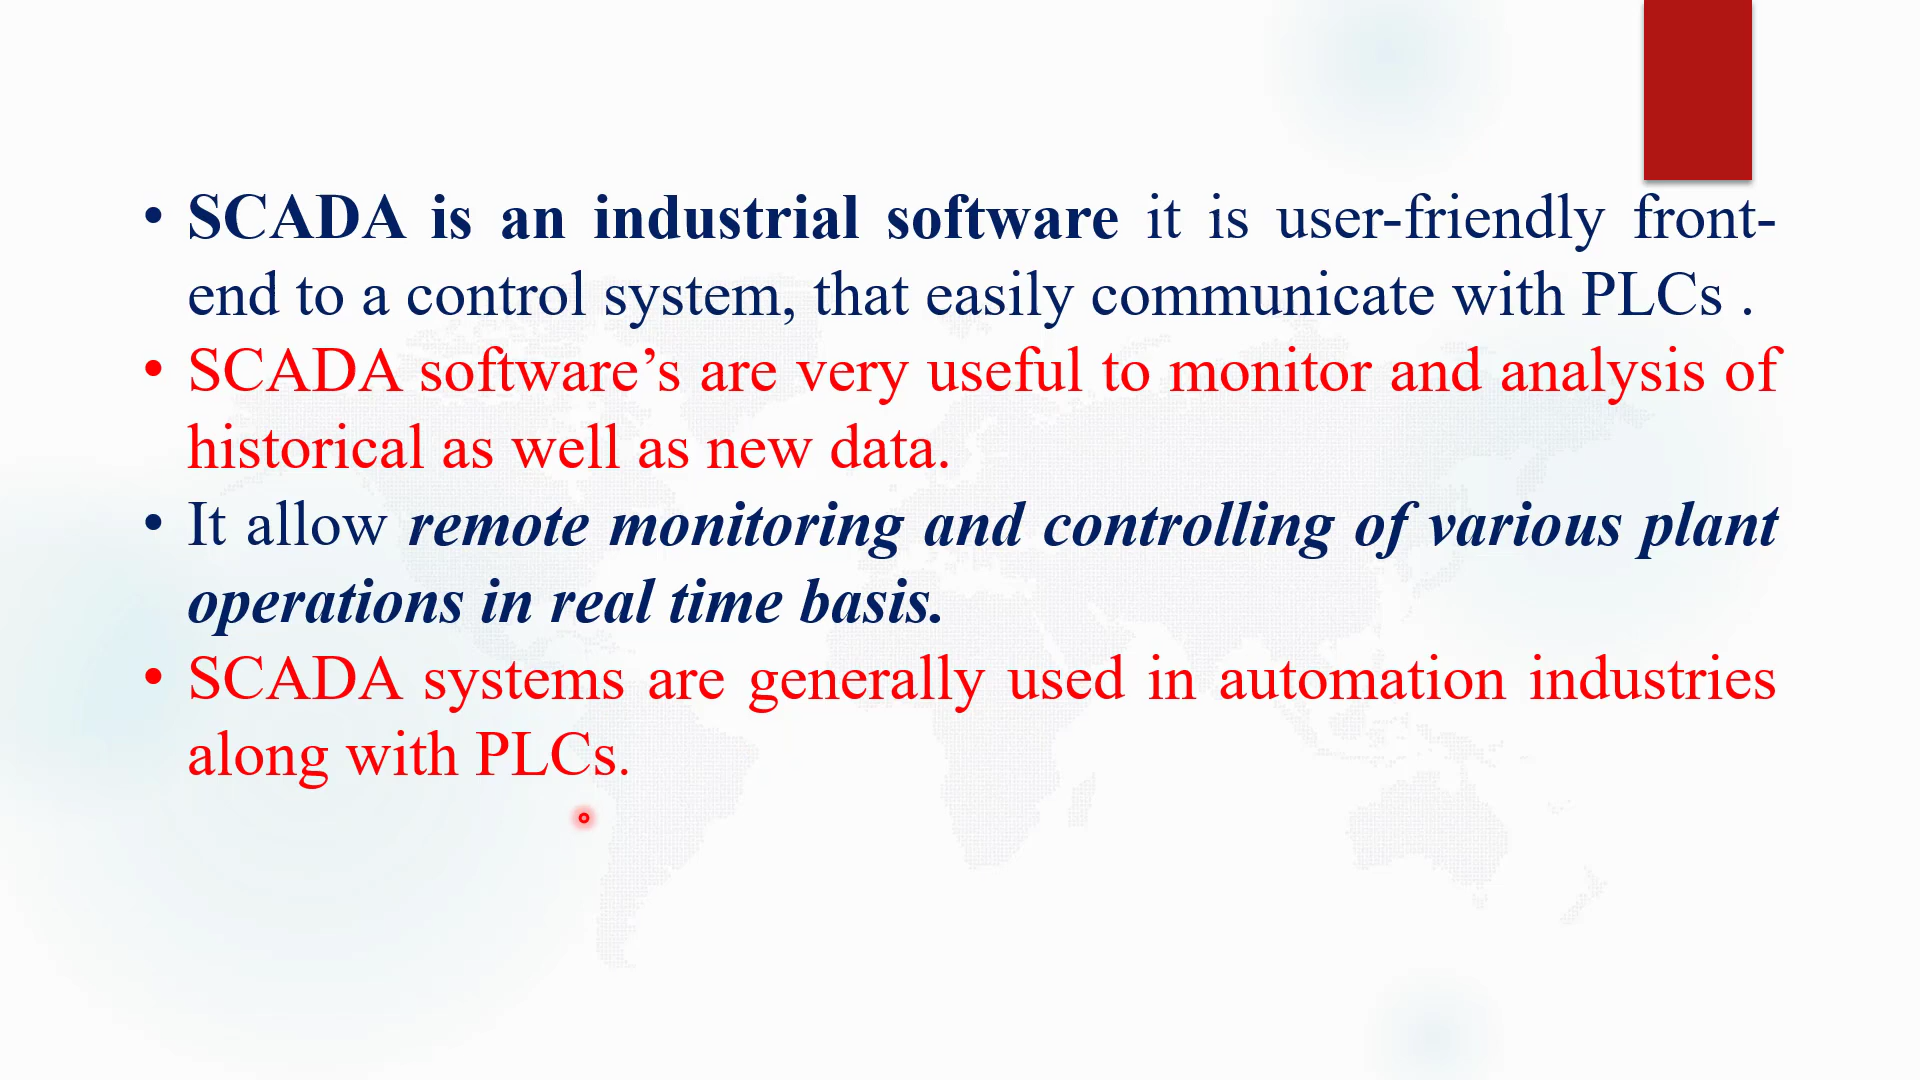 • SCADA is an industrial software it is user-friendly front-
end to a control system, that easily communicate with PLCs .
• SCADA software’s are very useful to monitor and analysis of
historical as well as new data.
• It allow remote monitoring and controlling of various plant
operations in real time basis.
• SCADA systems are generally used in automation industries
along with PLCs.